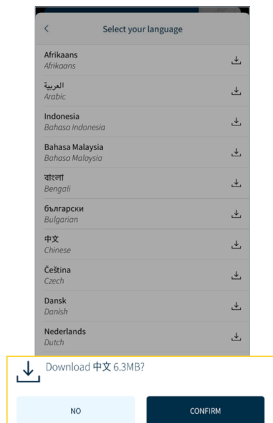 Select your language
Afrikaans
Afrikaans
العربية
Arabic
Indonesia
Bahasa Indonesia
Bahasa Malaysia
Bahasa Malaysia
বাংলা
Bengali
български
Bulgarian
中文
Chinese
Čeština
Czech
Dansk
Danish
Nederlands
Dutch
Download 中文 6.3MB?
NO CONFIRM